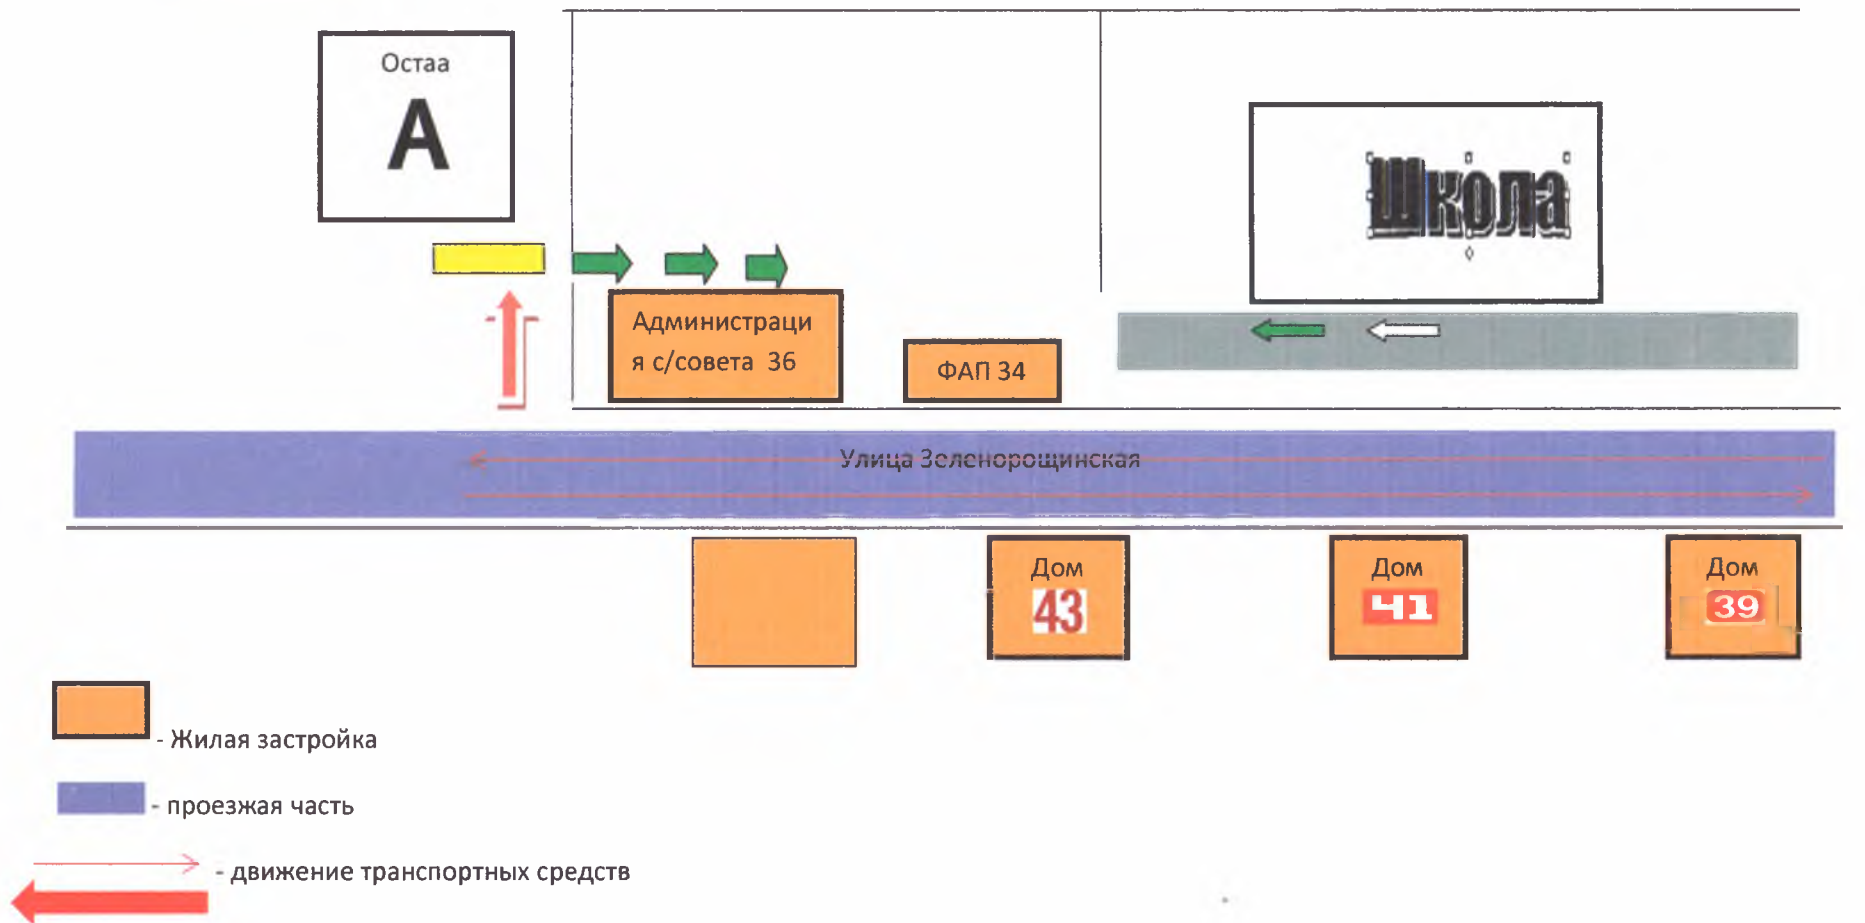 Остаа
А
Школа
Администраци
я с/совета 36
ФАП 34
Улица Зеленорощинская
Дом
43
Дом
41
Дом
39
- Жилая застройка
- проезжая часть
- движение транспортных средств